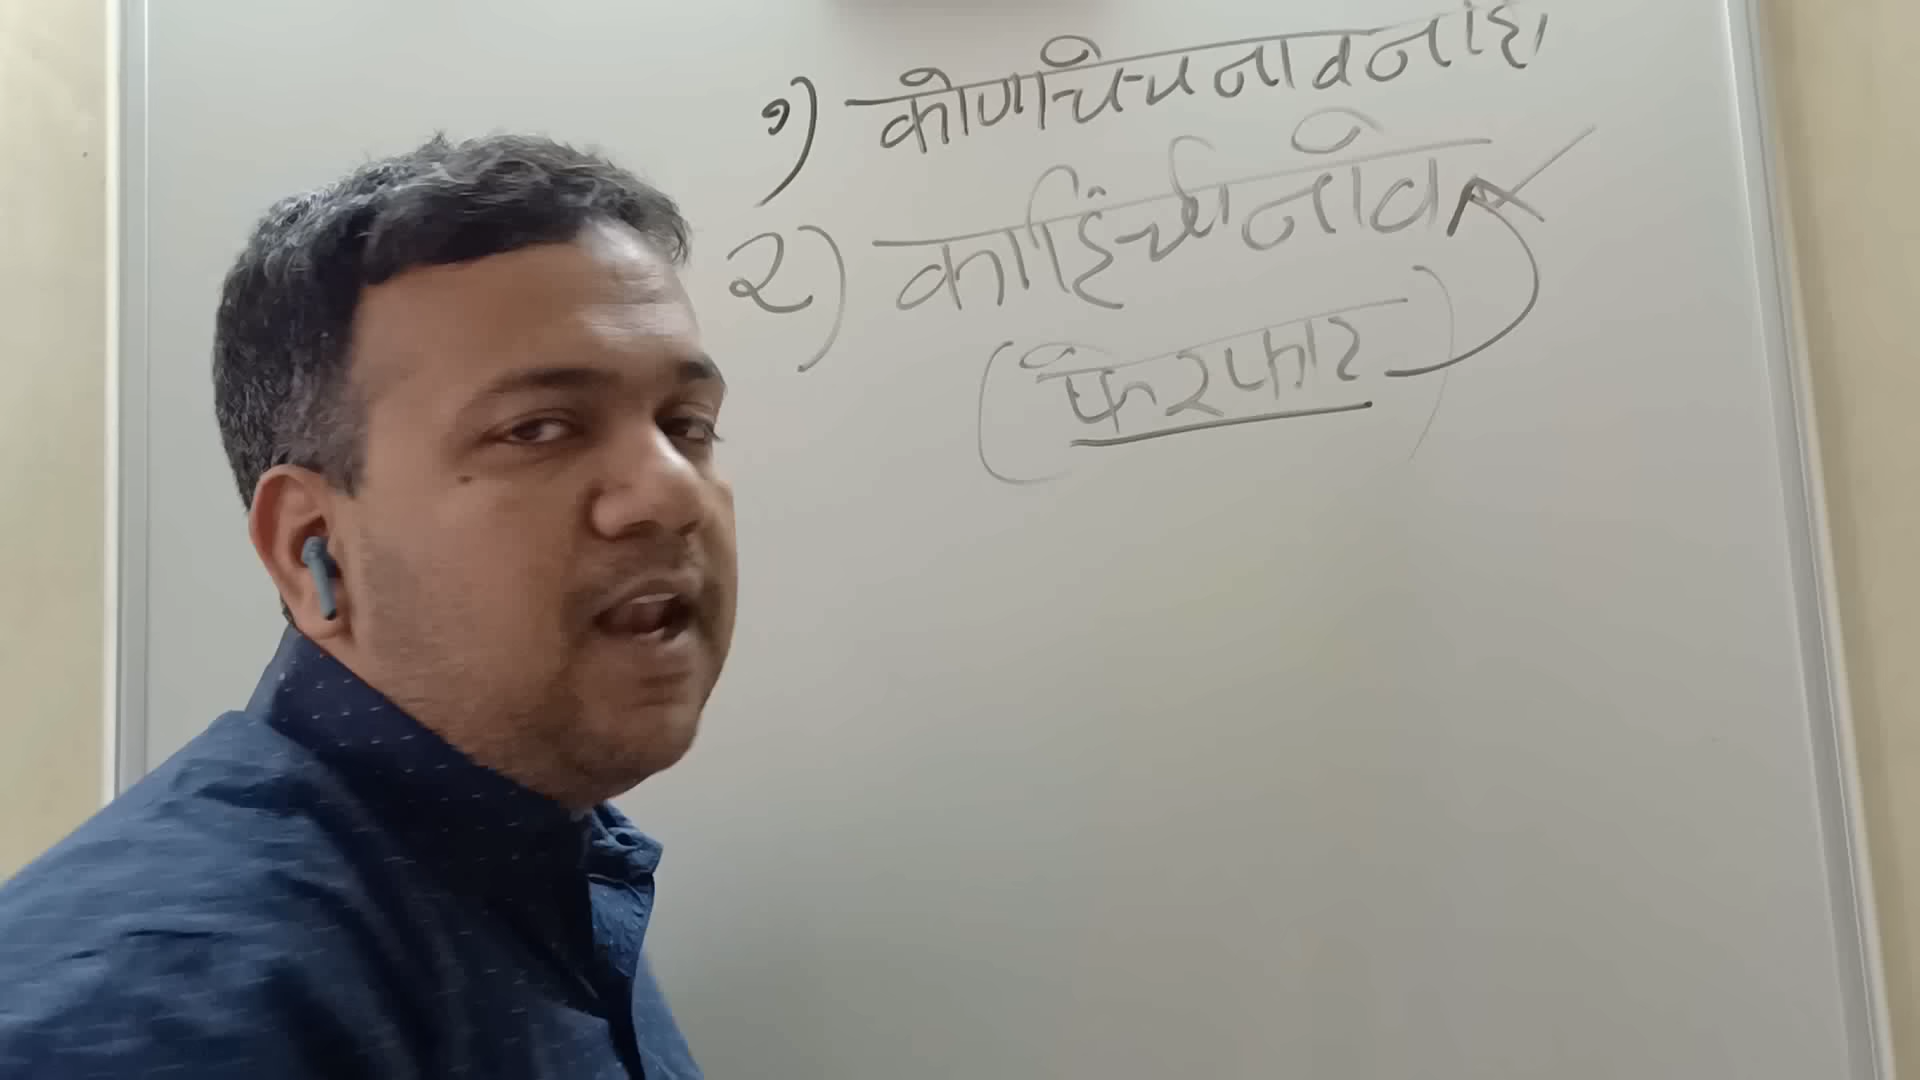 १) कोणाचेच नाव नाहि
२) काहिंची नावे
(फेरफार)